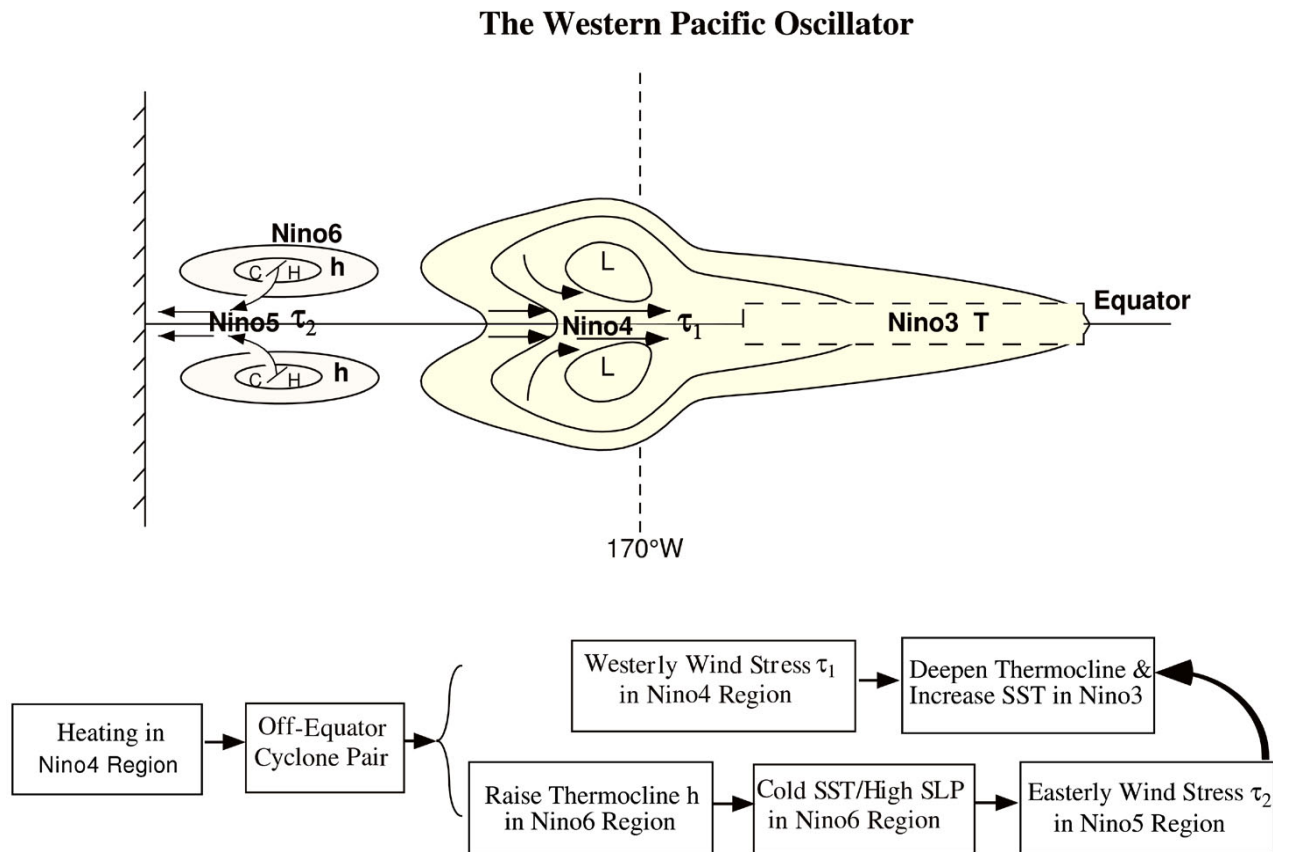 The Western Pacific Oscillator
Nino6
C H h
L
Nino5 τ2
Nino4 τ1
Nino3 T
Equator
C H h
L
170°W
Heating in
Nino4 Region
Off-Equator
Cyclone Pair
Westerly Wind Stress τ1
in Nino4 Region
Deepen Thermocline &
Increase SST in Nino3
Raise Thermocline h
in Nino6 Region
Cold SST/High SLP
in Nino6 Region
Easterly Wind Stress τ2
in Nino5 Region